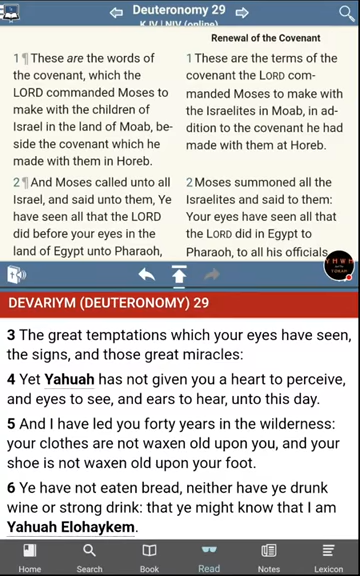 Deuteronomy 29
KJV | NIV (online)
1 ¶ These are the words of
the covenant, which the
LORD commanded Moses to
make with the children of
Israel in the land of Moab, be-
side the covenant which he
made with them in Horeb.
2 ¶ And Moses called unto all
Israel, and said unto them, Ye
have seen all that the LORD
did before your eyes in the
land of Egypt unto Pharaoh,
Renewal of the Covenant
1 These are the terms of the
covenant the LORD com-
manded Moses to make with
the Israelites in Moab, in ad-
dition to the covenant he had
made with them at Horeb.
2 Moses summoned all the
Israelites and said to them:
Your eyes have seen all that
the LORD did in Egypt to
Pharaoh, to all his officials
YMWM
DEVARIYM (DEUTERONOMY) 29
3 The great temptations which your eyes have seen,
the signs, and those great miracles:
4 Yet Yahuah has not given you a heart to perceive,
and eyes to see, and ears to hear, unto this day.
5 And I have led you forty years in the wilderness:
your clothes are not waxen old upon you, and your
shoe is not waxen old upon your foot.
6 Ye have not eaten bread, neither have ye drunk
wine or strong drink: that ye might know that I am
Yahuah Elohaykem.
Home Search Book Read Notes Lexicon